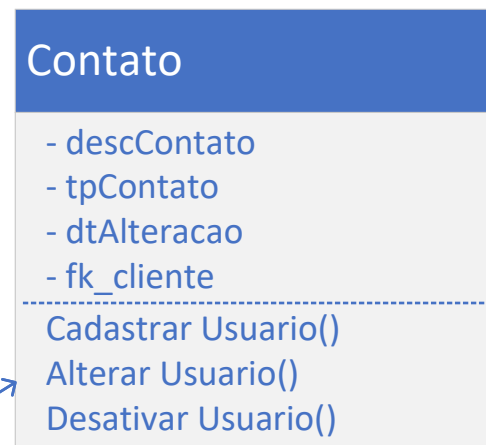 Contato
- descContato
- tpContato
- dtAlteracao
- fk_cliente
Cadastrar Usuario()
Alterar Usuario()
Desativar Usuario()